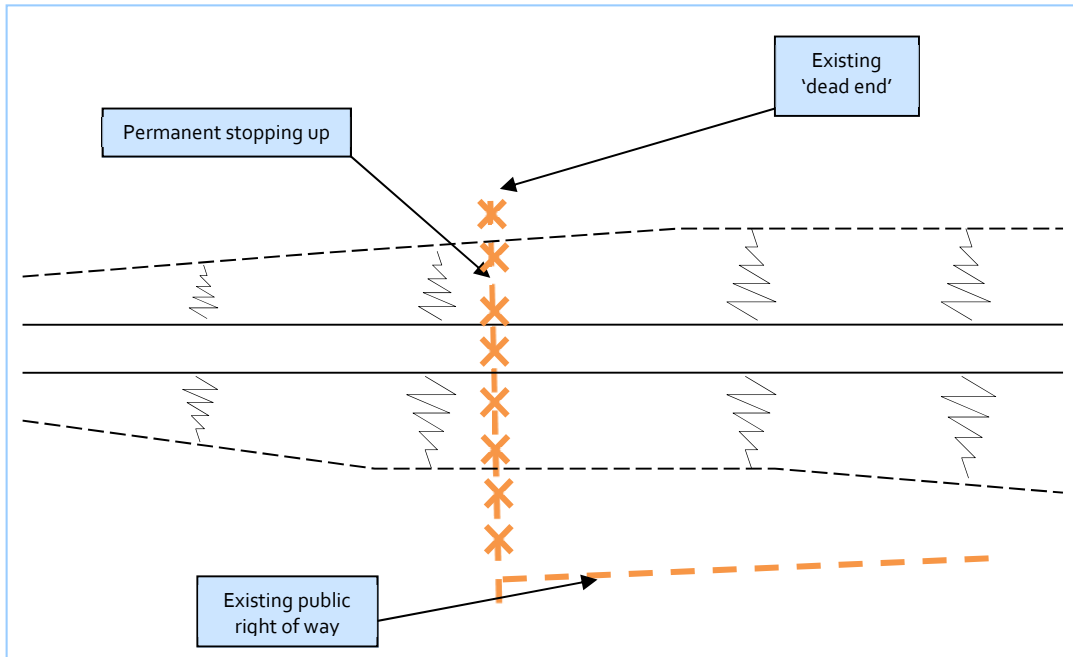 Existing
‘dead end’
Permanent stopping up
Existing public
right of way